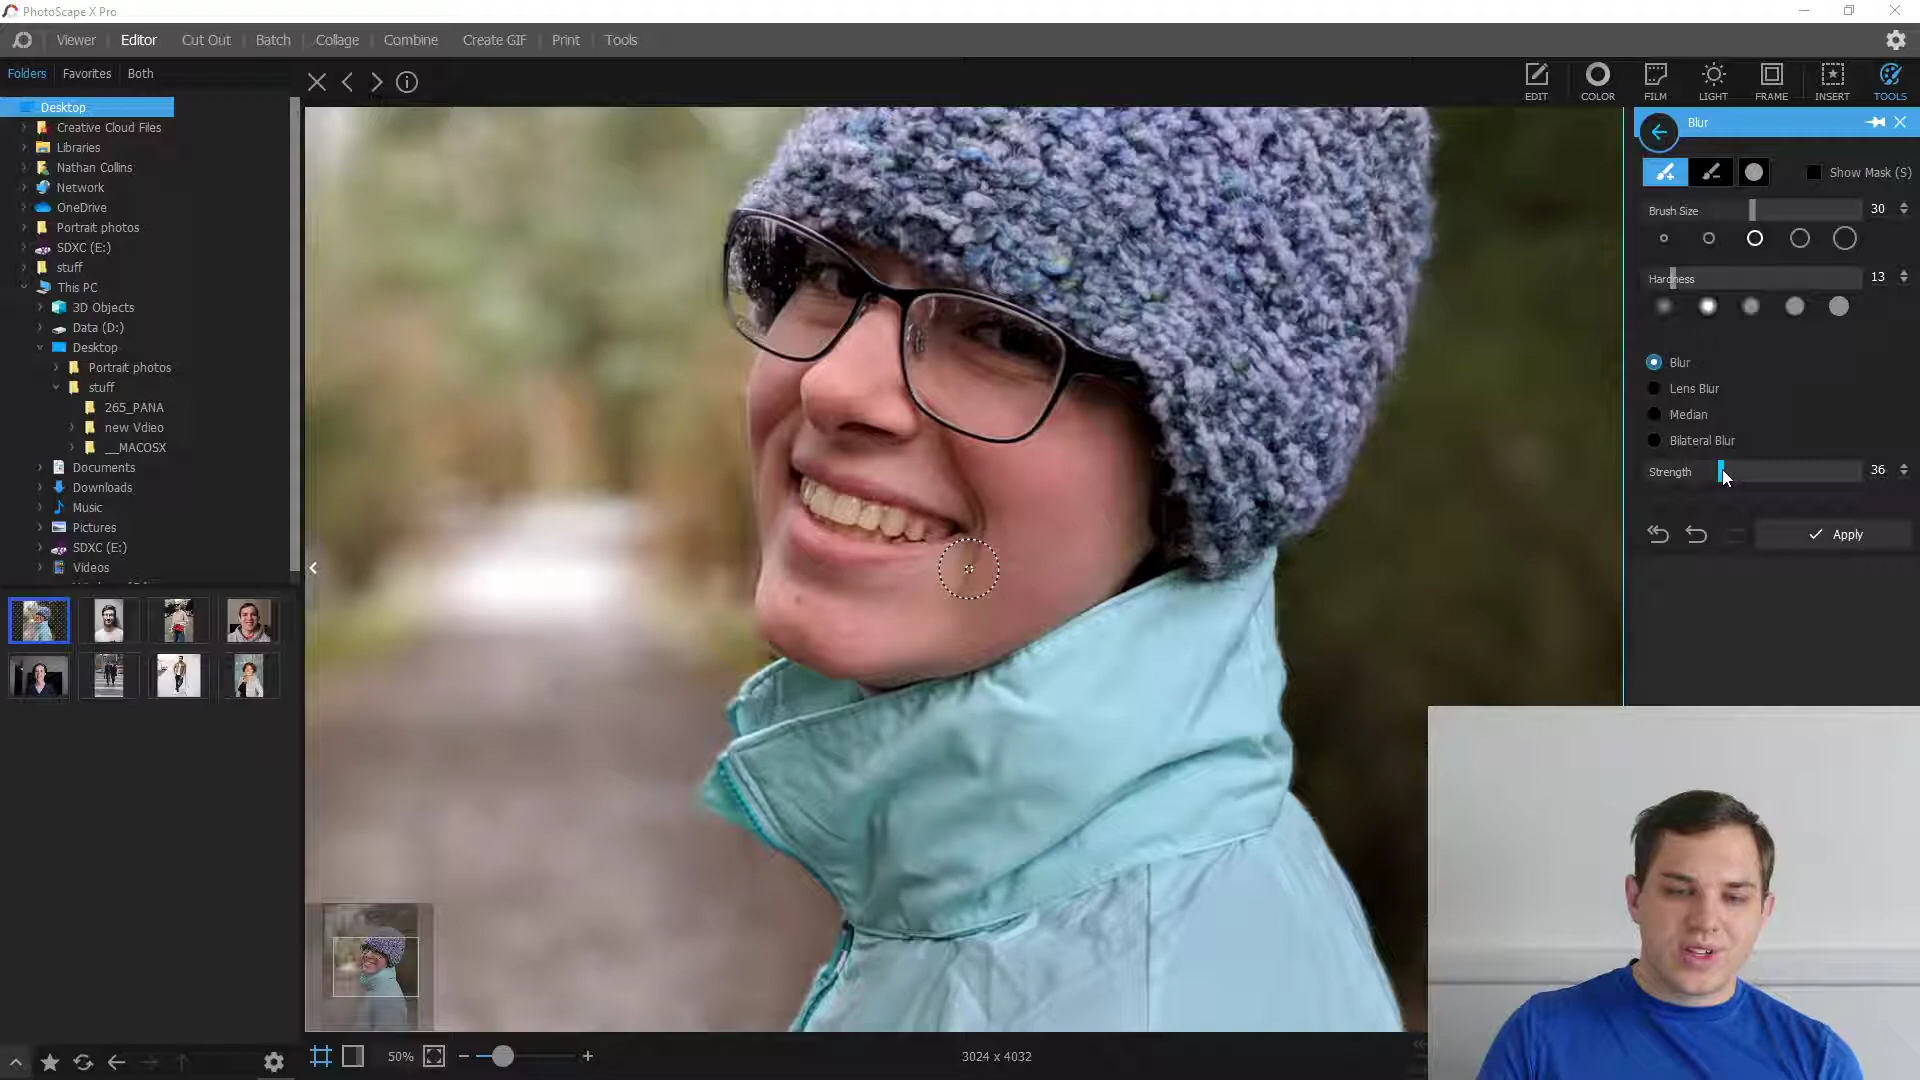 PhotoScape X Pro
Viewer Editor Cut Out Batch Collage Combine Create GIF Print Tools
Folders Favorites Both
EDIT COLOR FILM LIGHT FRAME INSERT TOOLS
Desktop
Creative Cloud Files
Libraries
Nathan Collins
Network
OneDrive
Portrait photos
SDXC (E:)
stuff
This PC
3D Objects
Data (D:)
Desktop
Portrait photos
stuff
265_PANA
new Vdieo
__MACOSX
Documents
Downloads
Music
Pictures
SDXC (E:)
Videos
Blur
Show Mask (S)
Brush Size 30
Hardness 13
Blur
Lens Blur
Median
Bilateral Blur
Strength 36
Apply
50%
3024 x 4032